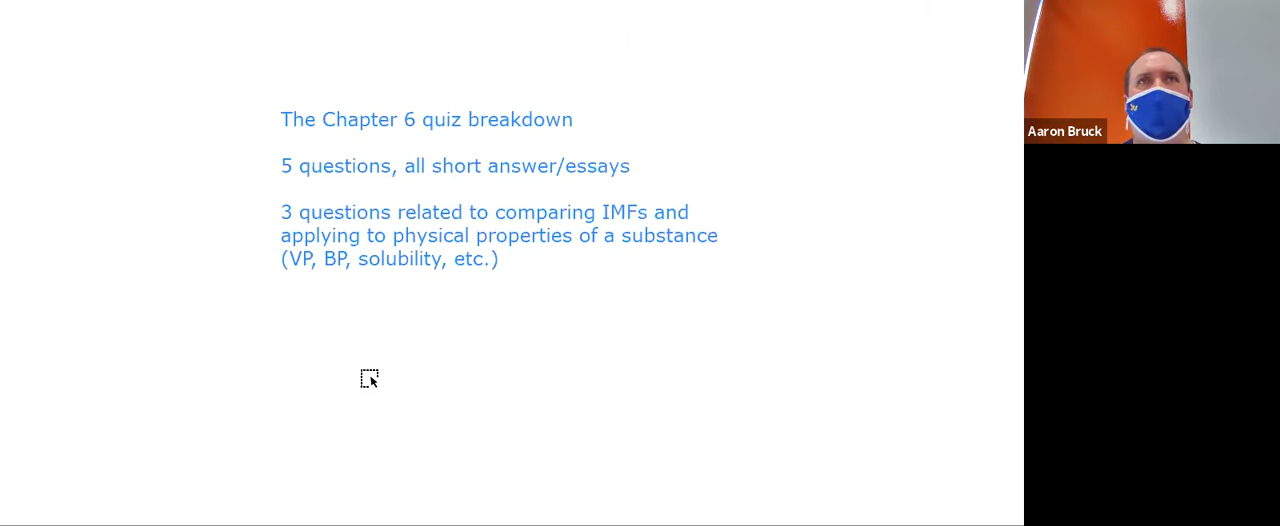 The Chapter 6 quiz breakdown
5 questions, all short answer/essays
3 questions related to comparing IMFs and
applying to physical properties of a substance
(VP, BP, solubility, etc.)
Aaron Bruck